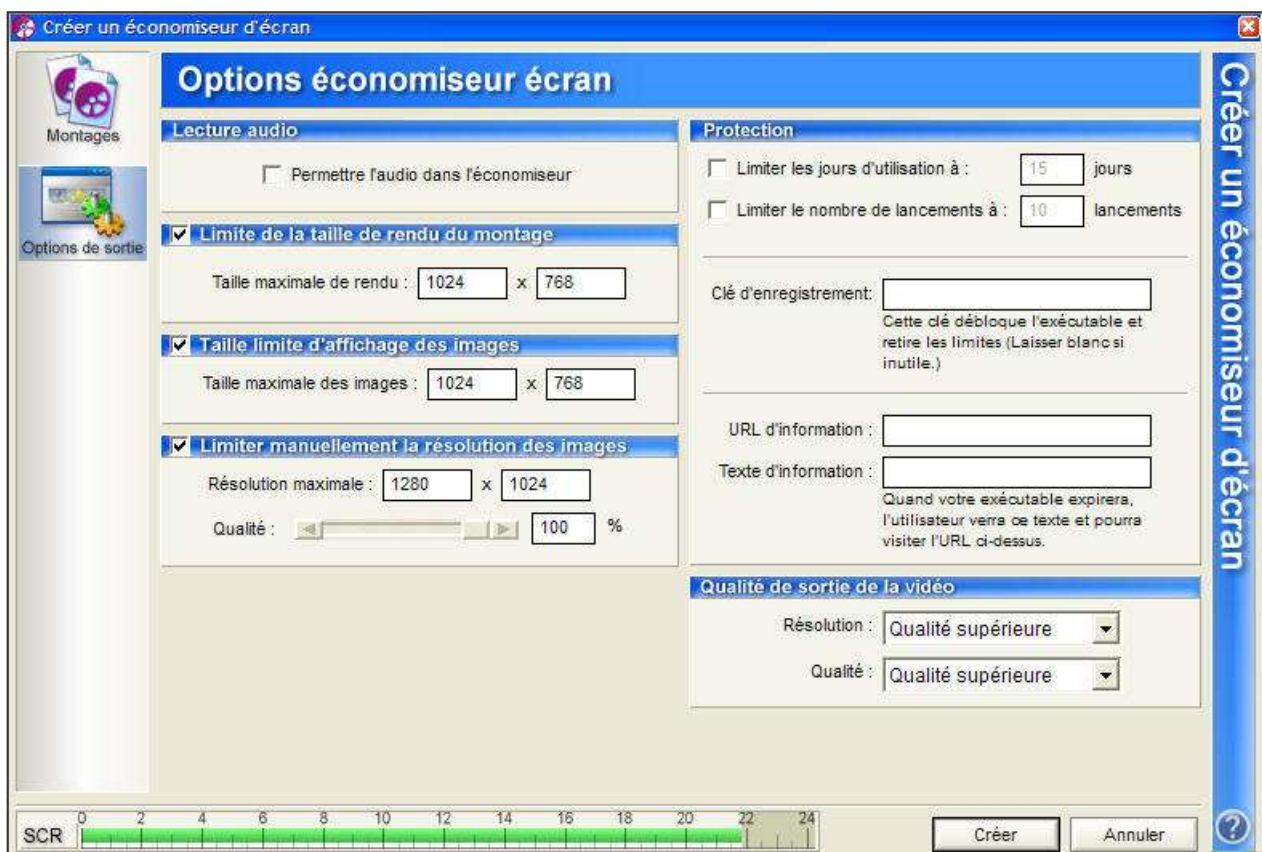 Créer un économiseur d'écran
Montages
Options de sortie
Options économiseur écran
Lecture audio
Permettre l'audio dans l'économiseur
Limite de la taille de rendu du montage
Taille maximale de rendu : 1024 x 768
Taille limite d'affichage des images
Taille maximale des images : 1024 x 768
Limiter manuellement la résolution des images
Résolution maximale : 1280 x 1024
Qualité : 100 %
Protection
Limiter les jours d'utilisation à : 15 jours
Limiter le nombre de lancements à : 10 lancements
Clé d'enregistrement:
Cette clé débloque l'exécutable et
retire les limites (Laisser blanc si
inutile.)
URL d'information :
Texte d'information :
Quand votre exécutable expirera,
l'utilisateur verra ce texte et pourra
visiter l'URL ci-dessus.
Qualité de sortie de la vidéo
Résolution : Qualité supérieure
Qualité : Qualité supérieure
Créer un économiseur d'écran
SCR 0 2 4 6 8 10 12 14 16 18 20 22 24
Créer Annuler ?